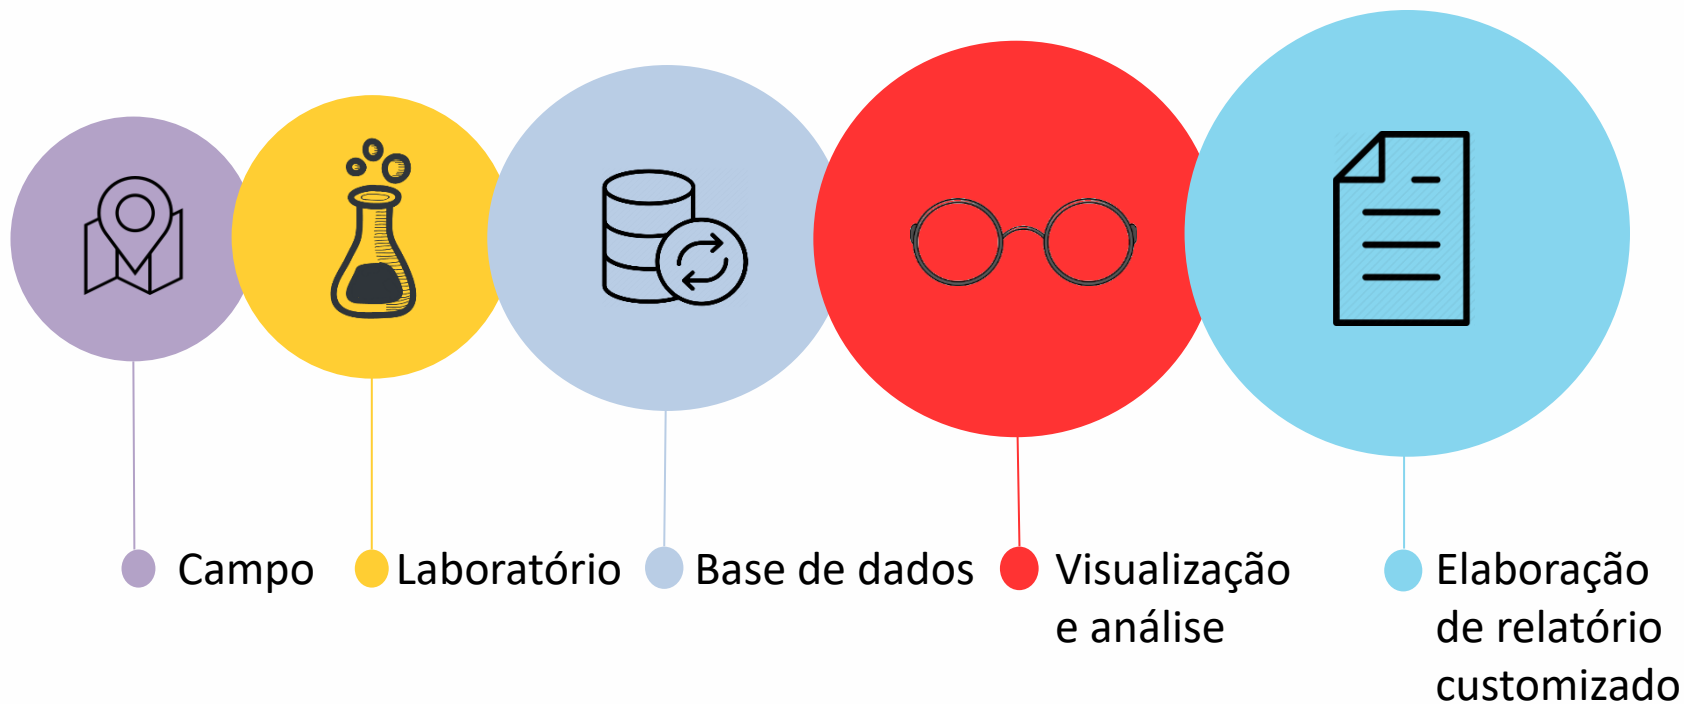 Campo
Laboratório
Base de dados
Visualização
e análise
Elaboração
de relatório
customizado